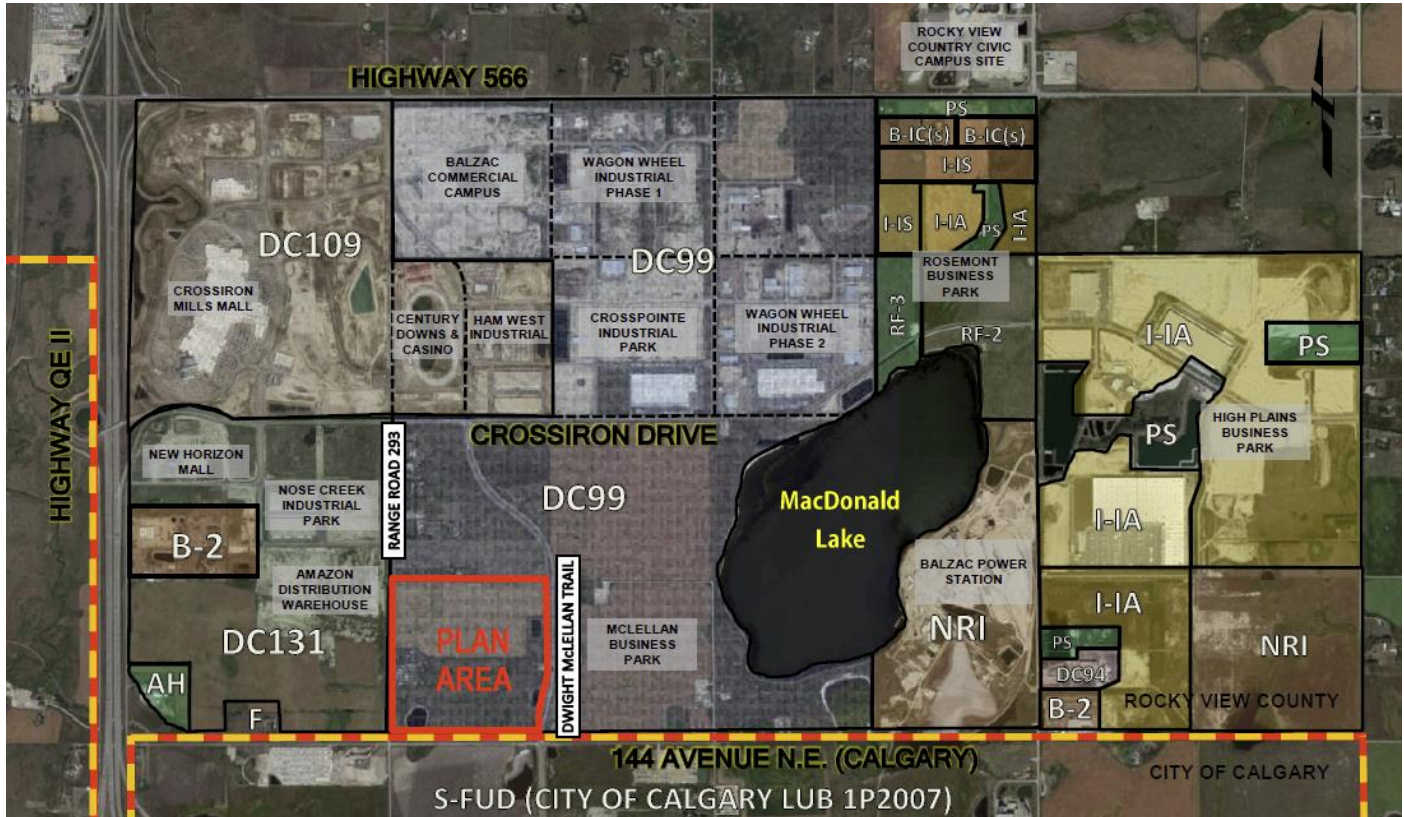 ROCKY VIEW
COUNTRY CIVIC
CAMPUS SITE
HIGHWAY 566
PS
B-IC(s)
B-IC(s)
I-IS
BALZAC
COMMERCIAL
CAMPUS
WAGON WHEEL
INDUSTRIAL
PHASE 1
I-IS
I-IA
PS
I-IA
DC109
DC99
ROSEMONT
BUSINESS
PARK
CROSSIRON
MILLS MALL
CENTURY
DOWNS &
CASINO
HAM WEST
INDUSTRIAL
CROSSPOINTE
INDUSTRIAL
PARK
WAGON WHEEL
INDUSTRIAL
PHASE 2
RF-3
RF-2
I-IA
PS
HIGHWAY QE II
PS
HIGH PLAINS
BUSINESS
PARK
CROSSIRON DRIVE
RANGE ROAD 293
NEW HORIZON
MALL
NOSE CREEK
INDUSTRIAL
PARK
DC99
MacDonald
Lake
I-IA
B-2
AMAZON
DISTRIBUTION
WAREHOUSE
BALZAC POWER
STATION
I-IA
DC131
PLAN
AREA
DWIGHT MCLELLAN TRAIL
MCLELLAN
BUSINESS
PARK
NRI
PS
NRI
DC94
AH
F
B-2
ROCKY VIEW COUNTY
144 AVENUE N.E. (CALGARY)
CITY OF CALGARY
S-FUD (CITY OF CALGARY LUB 1P2007)